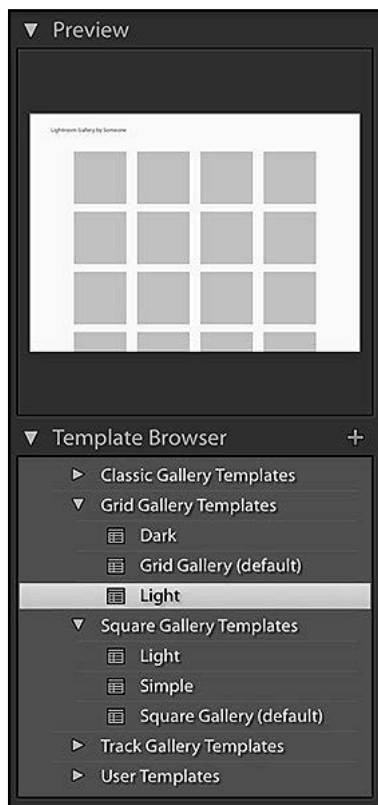 Preview
Lightroom Gallery by Someone
Template Browser +
Classic Gallery Templates
Grid Gallery Templates
Dark
Grid Gallery (default)
Light
Square Gallery Templates
Light
Simple
Square Gallery (default)
Track Gallery Templates
User Templates